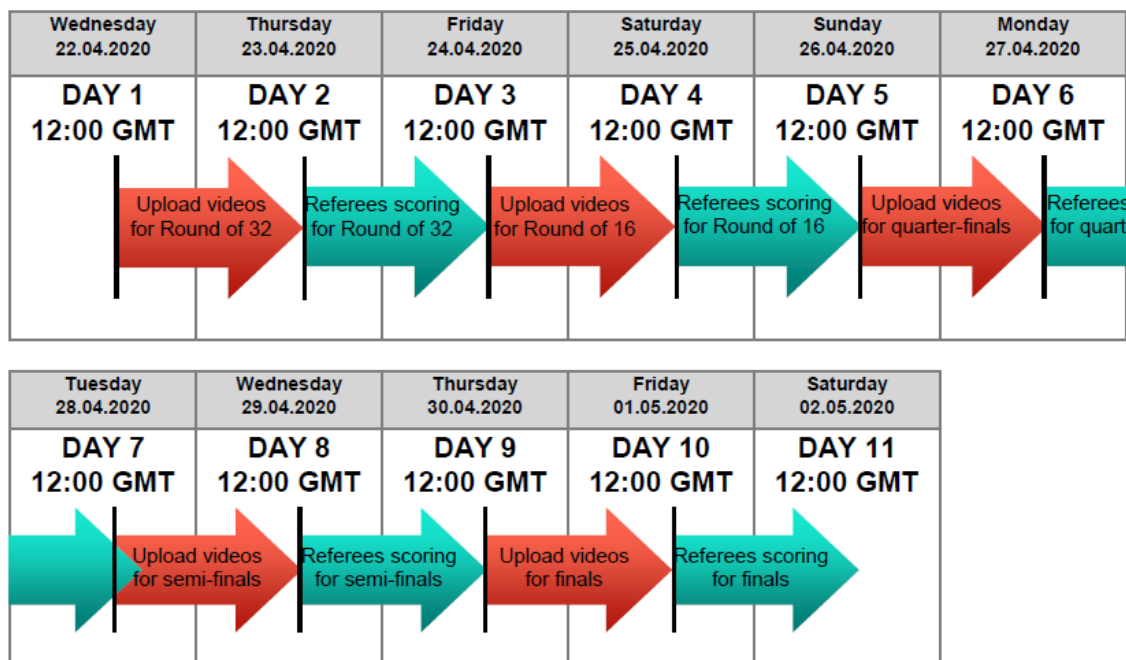 Wednesday
22.04.2020
Thursday
23.04.2020
Friday
24.04.2020
Saturday
25.04.2020
Sunday
26.04.2020
Monday
27.04.2020
DAY 1
12:00 GMT
DAY 2
12:00 GMT
DAY 3
12:00 GMT
DAY 4
12:00 GMT
DAY 5
12:00 GMT
DAY 6
12:00 GMT
Upload videos
for Round of 32
Referees scoring
for Round of 32
Upload videos
for Round of 16
Referees scoring
for Round of 16
Upload videos
for quarter-finals
Referees
for quart
Tuesday
28.04.2020
Wednesday
29.04.2020
Thursday
30.04.2020
Friday
01.05.2020
Saturday
02.05.2020
DAY 7
12:00 GMT
DAY 8
12:00 GMT
DAY 9
12:00 GMT
DAY 10
12:00 GMT
DAY 11
12:00 GMT
Upload videos
for semi-finals
Referees scoring
for semi-finals
Upload videos
for finals
Referees scoring
for finals